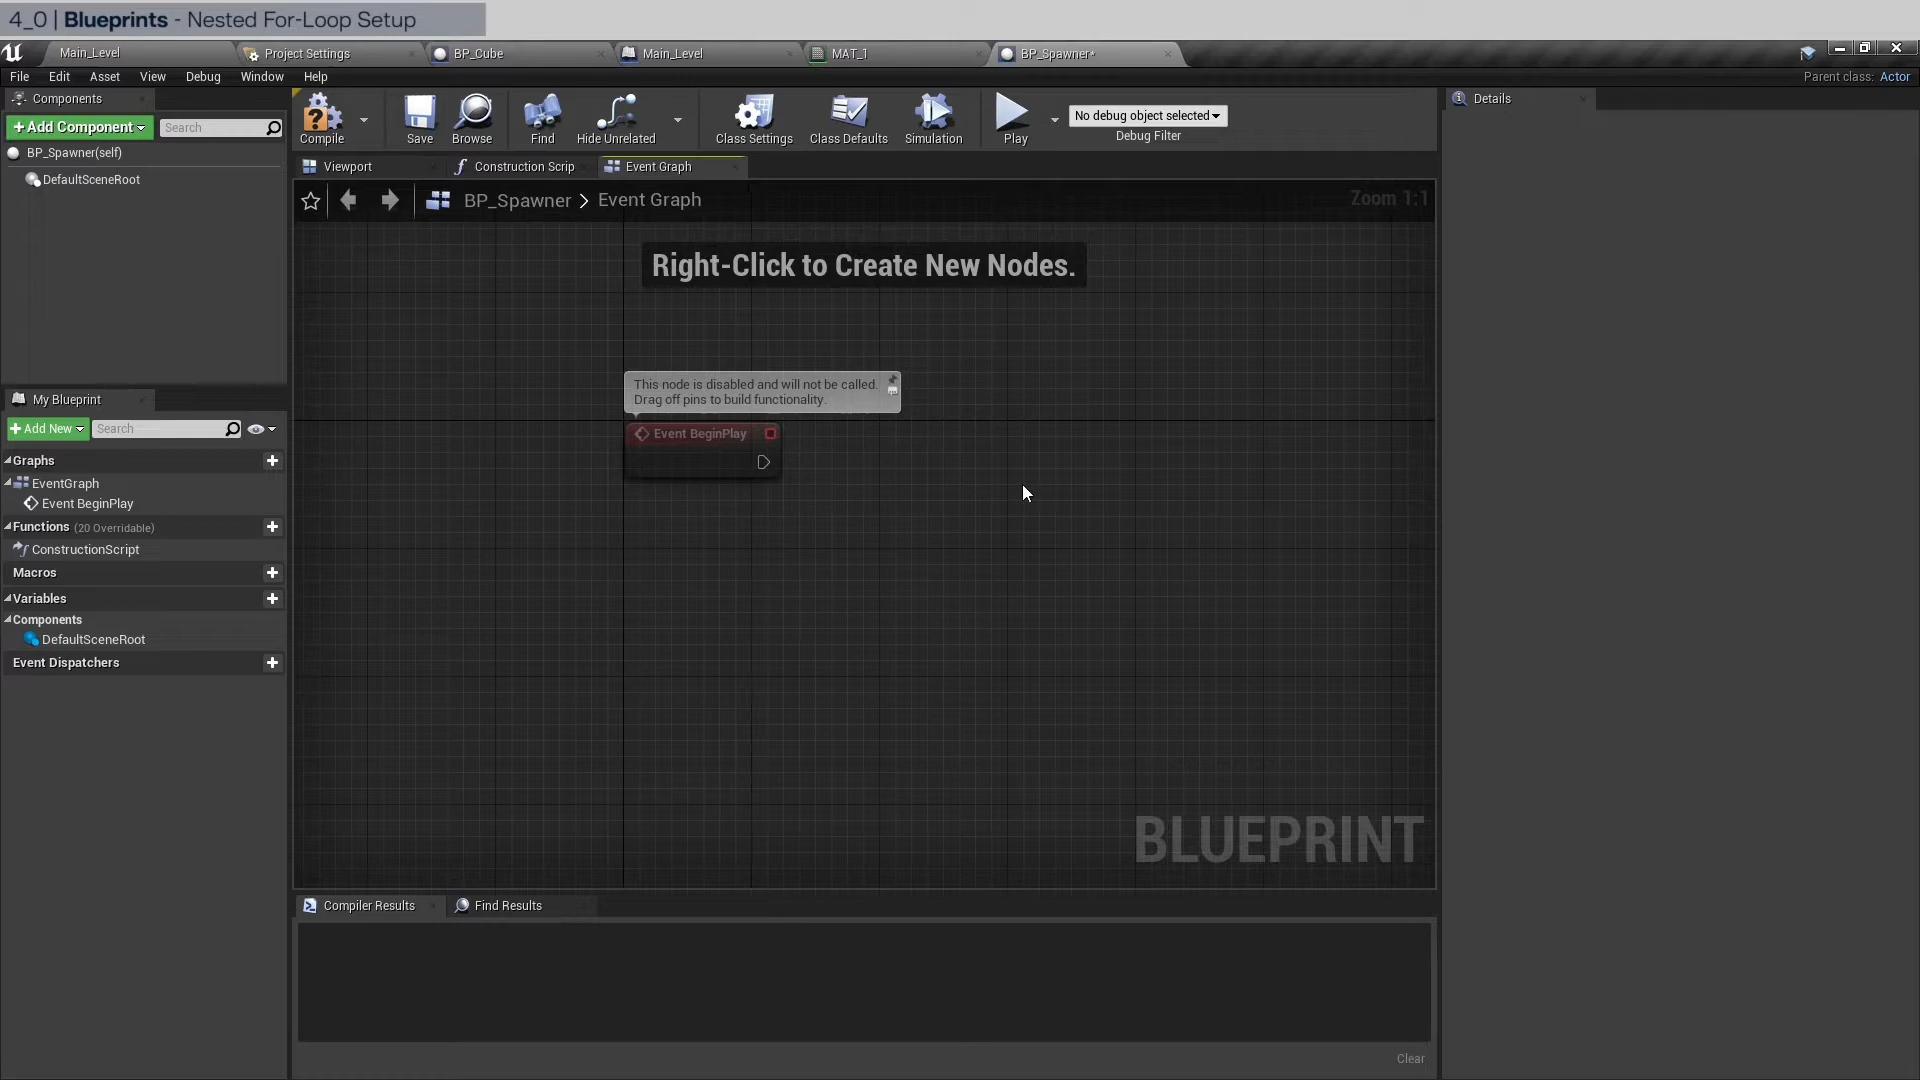 4_0 | Blueprints - Nested For-Loop Setup
Main_Level
Project Settings
BP_Cube
Main_Level
MAT_1
BP_Spawner*
File Edit Asset View Debug Window Help
Parent class: Actor
Components
+Add Component
Search
BP_Spawner(self)
DefaultSceneRoot
Compile
Save
Browse
Find
Hide Unrelated
Class Settings
Class Defaults
Simulation
Play
No debug object selected
Debug Filter
Details
Viewport
Construction Scrip
Event Graph
BP_Spawner > Event Graph
Zoom 1:1
Right-Click to Create New Nodes.
This node is disabled and will not be called.
Drag off pins to build functionality.
Event BeginPlay
BLUEPRINT
My Blueprint
+Add New
Search
Graphs
EventGraph
Event BeginPlay
Functions (20 Overridable)
ConstructionScript
Macros
Variables
Components
DefaultSceneRoot
Event Dispatchers
Compiler Results
Find Results
Clear